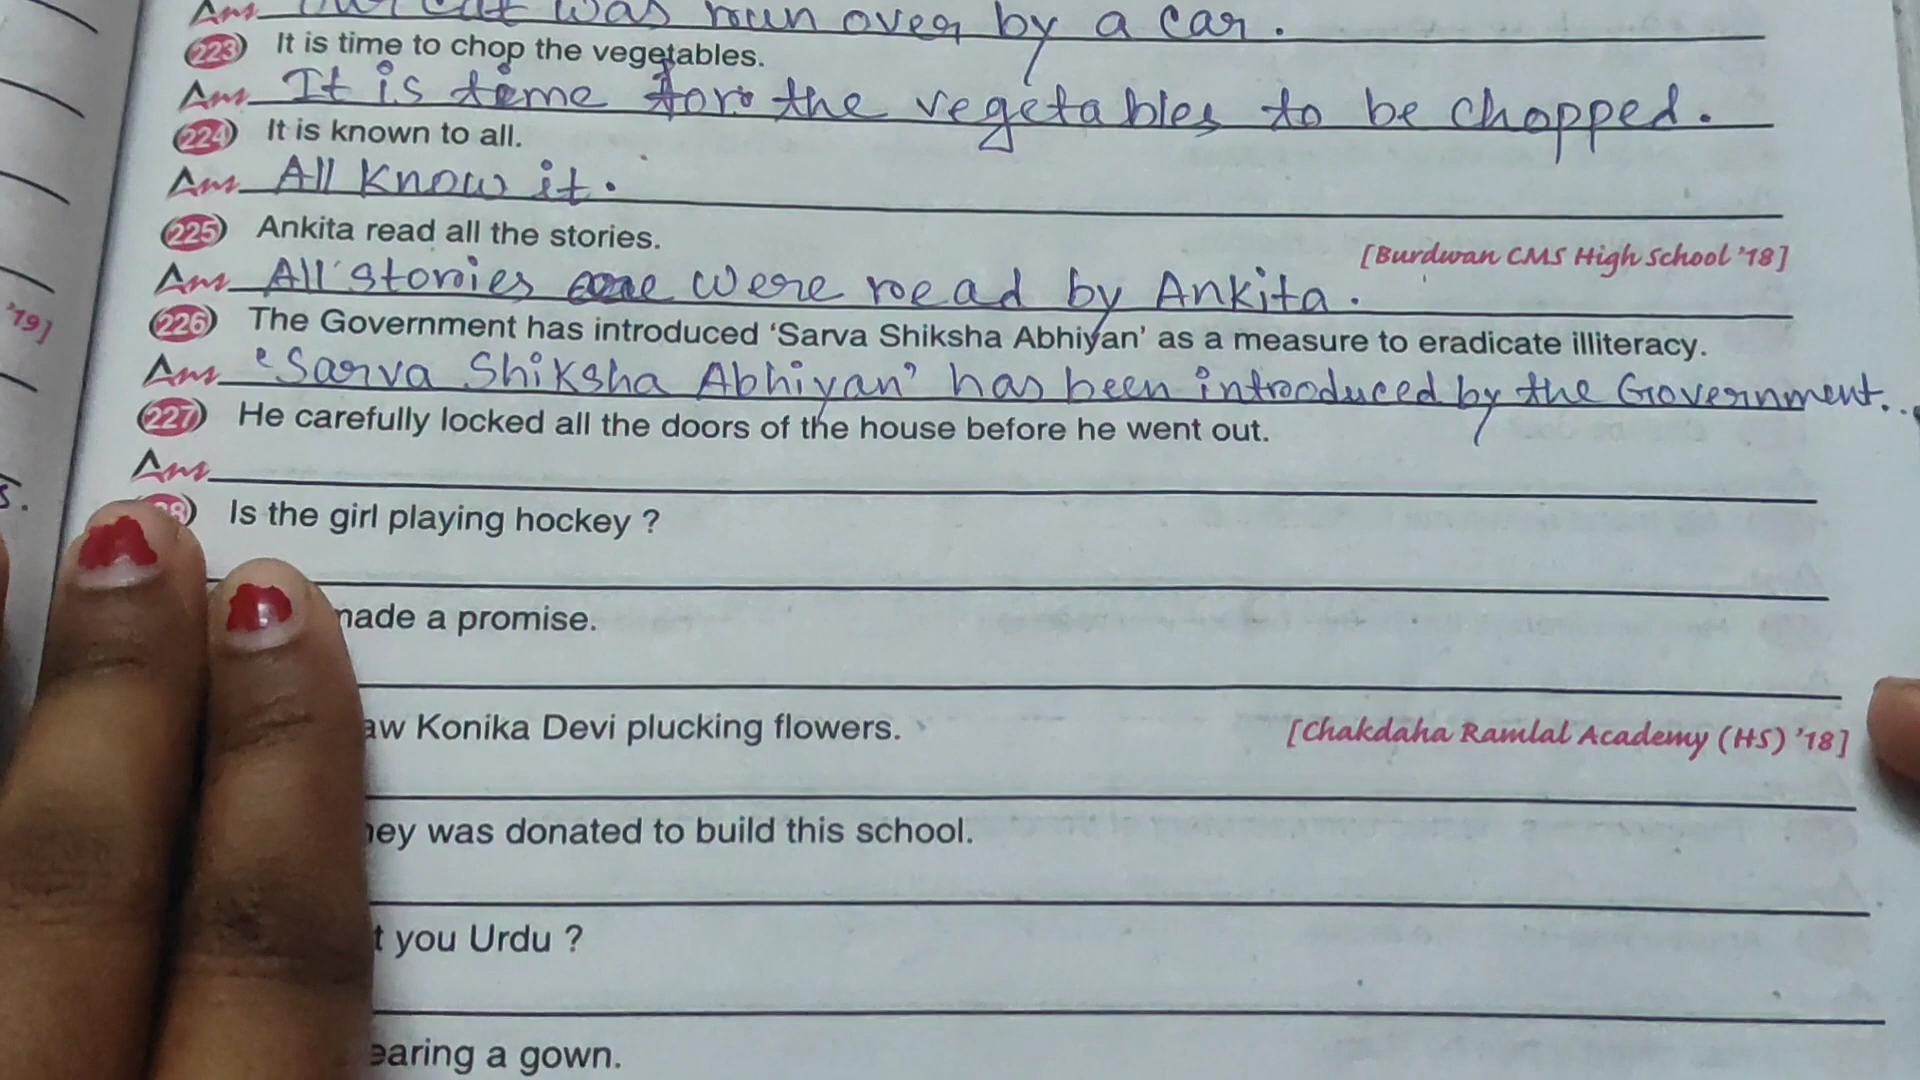 Ans was run over by a car.
223 It is time to chop the vegetables.
Ans It is time for the vegetables to be chopped.
224 It is known to all.
Ans All know it.
225 Ankita read all the stories.
[Burdwan CMS High School '18]
Ans All stories were read by Ankita.
'19]
226 The Government has introduced 'Sarva Shiksha Abhiyan' as a measure to eradicate illiteracy.
Ans 'Sarva Shiksha Abhiyan' has been introduced by the Government.
227 He carefully locked all the doors of the house before he went out.
Ans
s.
Is the girl playing hockey ?
made a promise.
aw Konika Devi plucking flowers.
[Chakdaha Ramlal Academy (HS) '18]
ney was donated to build this school.
t you Urdu ?
earing a gown.